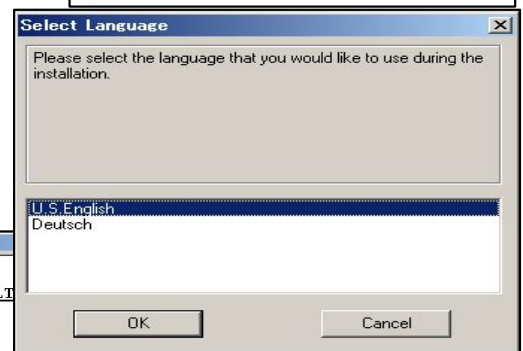 Select Language
Please select the language that you would like to use during the
installation.
U.S.English
Deutsch
LT
OK
Cancel